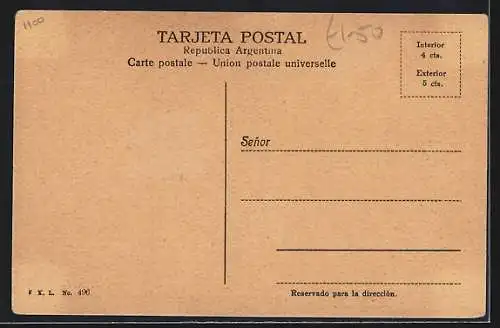 1100
£1-50
TARJETA POSTAL
Republica Argentina
Carte postale — Union postale universelle
Interior
4 cts.
Exterior
5 cts.
Señor
F K. L. No. 496
Reservado para la dirección.